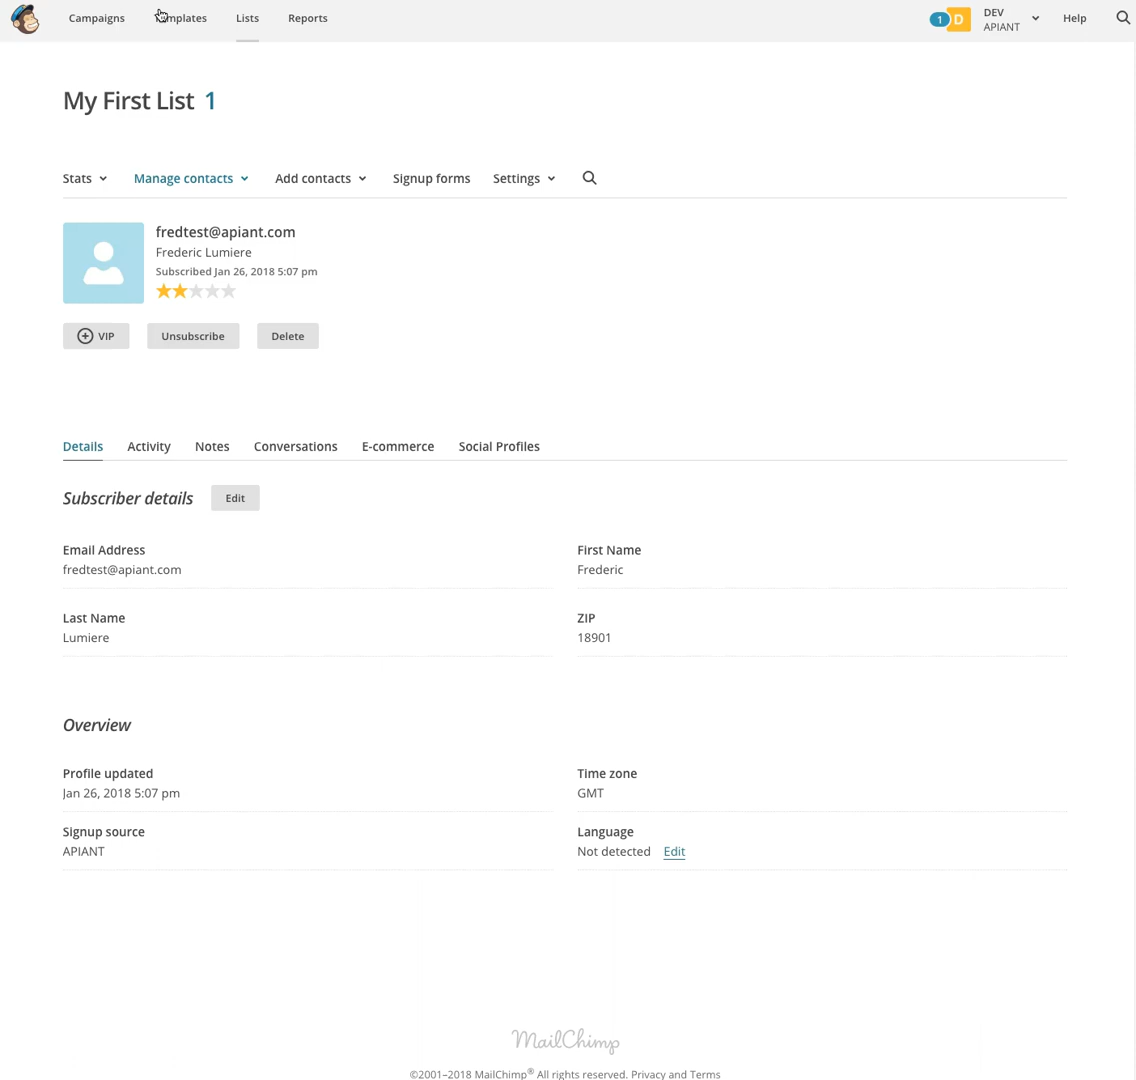 Campaigns Templates Lists Reports 1 D DEV APIANT Help
My First List 1
Stats Manage contacts Add contacts Signup forms Settings
fredtest@apiant.com
Frederic Lumiere
Subscribed Jan 26, 2018 5:07 pm
VIP Unsubscribe Delete
Details Activity Notes Conversations E-commerce Social Profiles
Subscriber details Edit
Email Address First Name
fredtest@apiant.com Frederic
Last Name ZIP
Lumiere 18901
Overview
Profile updated Time zone
Jan 26, 2018 5:07 pm GMT
Signup source Language
APIANT Not detected Edit
MailChimp
©2001–2018 MailChimp® All rights reserved. Privacy and Terms